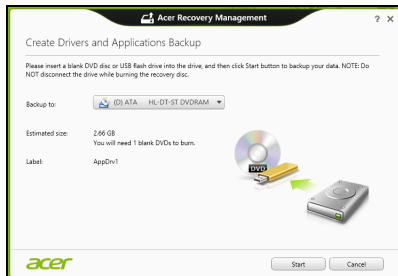 Acer Recovery Management
? ×
Create Drivers and Applications Backup
Please insert a blank DVD disc or USB flash drive into the drive, and then click Start button to backup your data. NOTE: Do
NOT disconnect the drive while burning the recovery disc.
Backup to: (D) ATA HL-DT-ST DVDRAM
Estimated size: 2.66 GB
You will need 1 blank DVDs to burn.
Label: AppDrv1
DVD
acer
Start Cancel